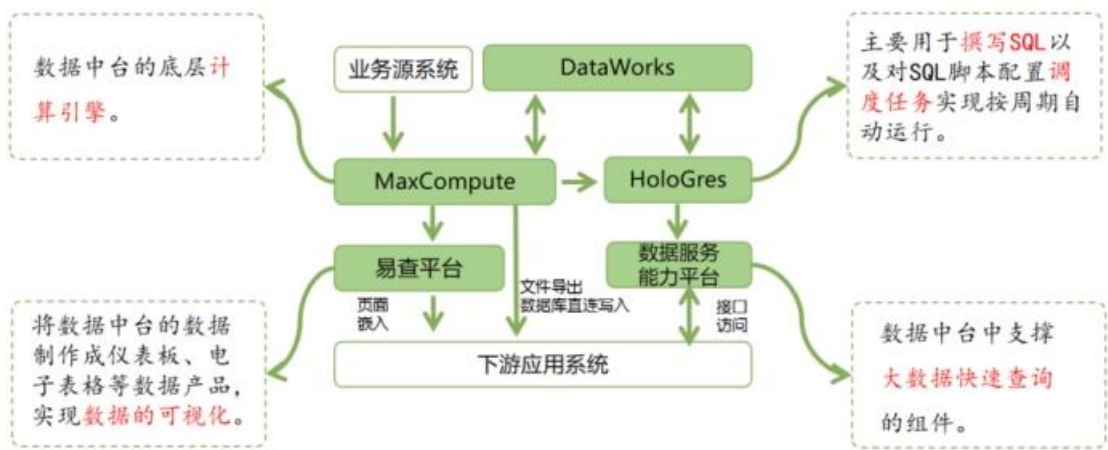 数据中台的底层计
算引擎。
业务源系统
DataWorks
主要用于撰写SQL以
及对SQL脚本配置调
度任务实现按周期自
动运行。
MaxCompute
HoloGres
易查平台
数据服务
能力平台
页面
嵌入
文件导出
数据库直连写入
接口
访问
下游应用系统
将数据中台的数据
制作成仪表板、电
子表格等数据产品,
实现数据的可视化。
数据中台中支撑
大数据快速查询
的组件。